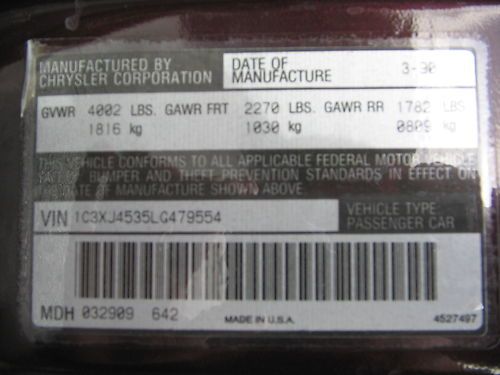 MANUFACTURED BY DATE OF 3-90
CHRYSLER CORPORATION MANUFACTURE
GVWR 4002 LBS. GAWR FRT 2270 LBS. GAWR RR 1782 LBS
1816 kg 1030 kg 0809 kg
THIS VEHICLE CONFORMS TO ALL APPLICABLE FEDERAL MOTOR VEHICLE
SAFETY BUMPER AND THEFT PREVENTION STANDARDS IN EFFECT ON
THE DATE OF MANUFACTURE SHOWN ABOVE.
VIN 1C3XJ4535LG479554 VEHICLE TYPE
PASSENGER CAR
MDH 032909 642 MADE IN U.S.A. 4527497